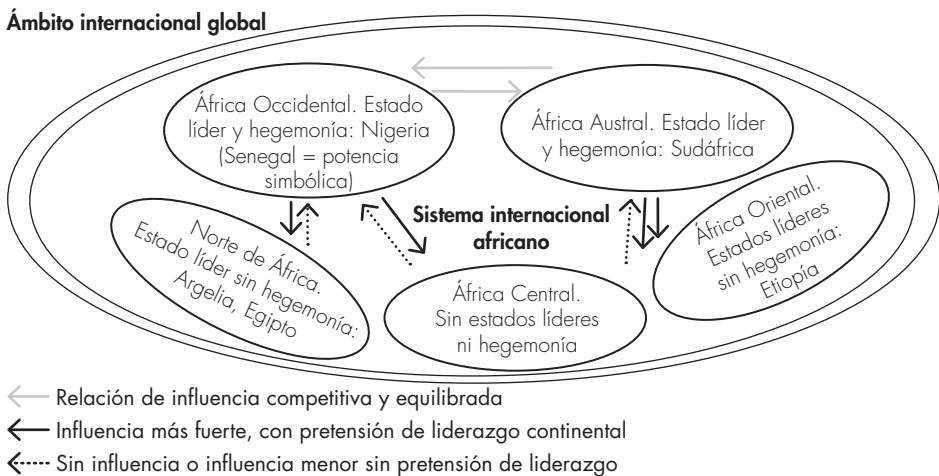 Ámbito internacional global
África Occidental. Estado
líder y hegemonía: Nigeria
(Senegal = potencia
simbólica)
África Austral. Estado líder
y hegemonía: Sudáfrica
Sistema internacional
africano
Norte de África.
Estado líder sin hegemonía:
Argelia, Egipto
África Central.
Sin estados líderes
ni hegemonía
África Oriental.
Estados líderes
sin hegemonía:
Etiopía
Relación de influencia competitiva y equilibrada
Influencia más fuerte, con pretensión de liderazgo continental
Sin influencia o influencia menor sin pretensión de liderazgo